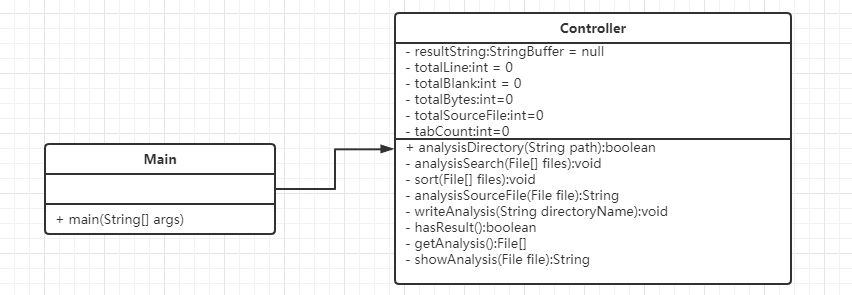 Controller
- resultString:StringBuffer = null
- totalLine:int = 0
- totalBlank:int = 0
- totalBytes:int=0
- totalSourceFile:int=0
- tabCount:int=0
+ analysisDirectory(String path):boolean
- analysisSearch(File[] files):void
- sort(File[] files):void
- analysisSourceFile(File file):String
- writeAnalysis(String directoryName):void
- hasResult():boolean
- getAnalysis():File[]
- showAnalysis(File file):String
Main
+ main(String[] args)